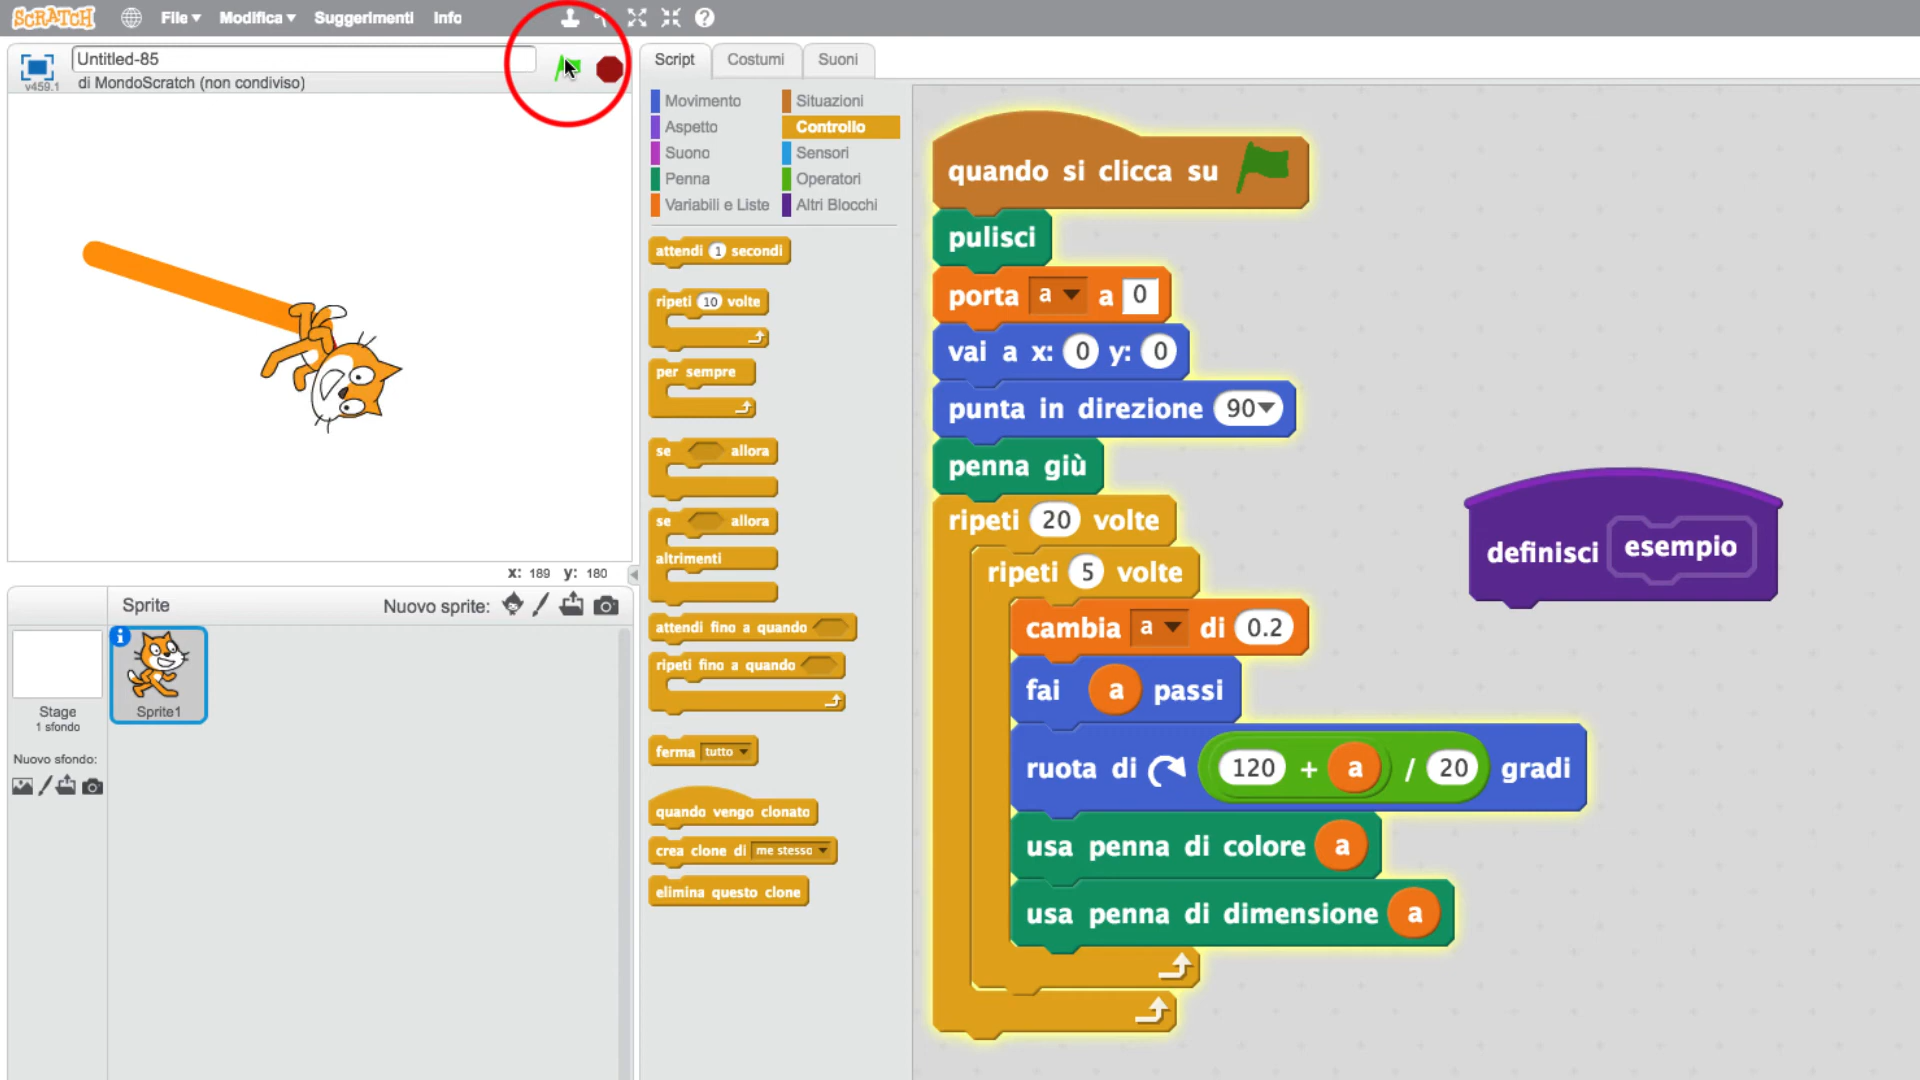 SCRATCH File Modifica Suggerimenti Info
Untitled-85
di MondoScratch (non condiviso)
v459.1
x: 189 y: 180
Sprite Nuovo sprite:
Stage
1 sfondo
Sprite1
Nuovo sfondo:
Script Costumi Suoni
Movimento Situazioni
Aspetto Controllo
Suono Sensori
Penna Operatori
Variabili e Liste Altri Blocchi
attendi 1 secondi
ripeti 10 volte
per sempre
se allora
se allora
altrimenti
attendi fino a quando
ripeti fino a quando
ferma tutto
quando vengo clonato
crea clone di me stesso
elimina questo clone
quando si clicca su
pulisci
porta a a 0
vai a x: 0 y: 0
punta in direzione 90
penna giù
ripeti 20 volte
ripeti 5 volte
cambia a di 0.2
fai a passi
ruota di 120 + a / 20 gradi
usa penna di colore a
usa penna di dimensione a
definisci esempio